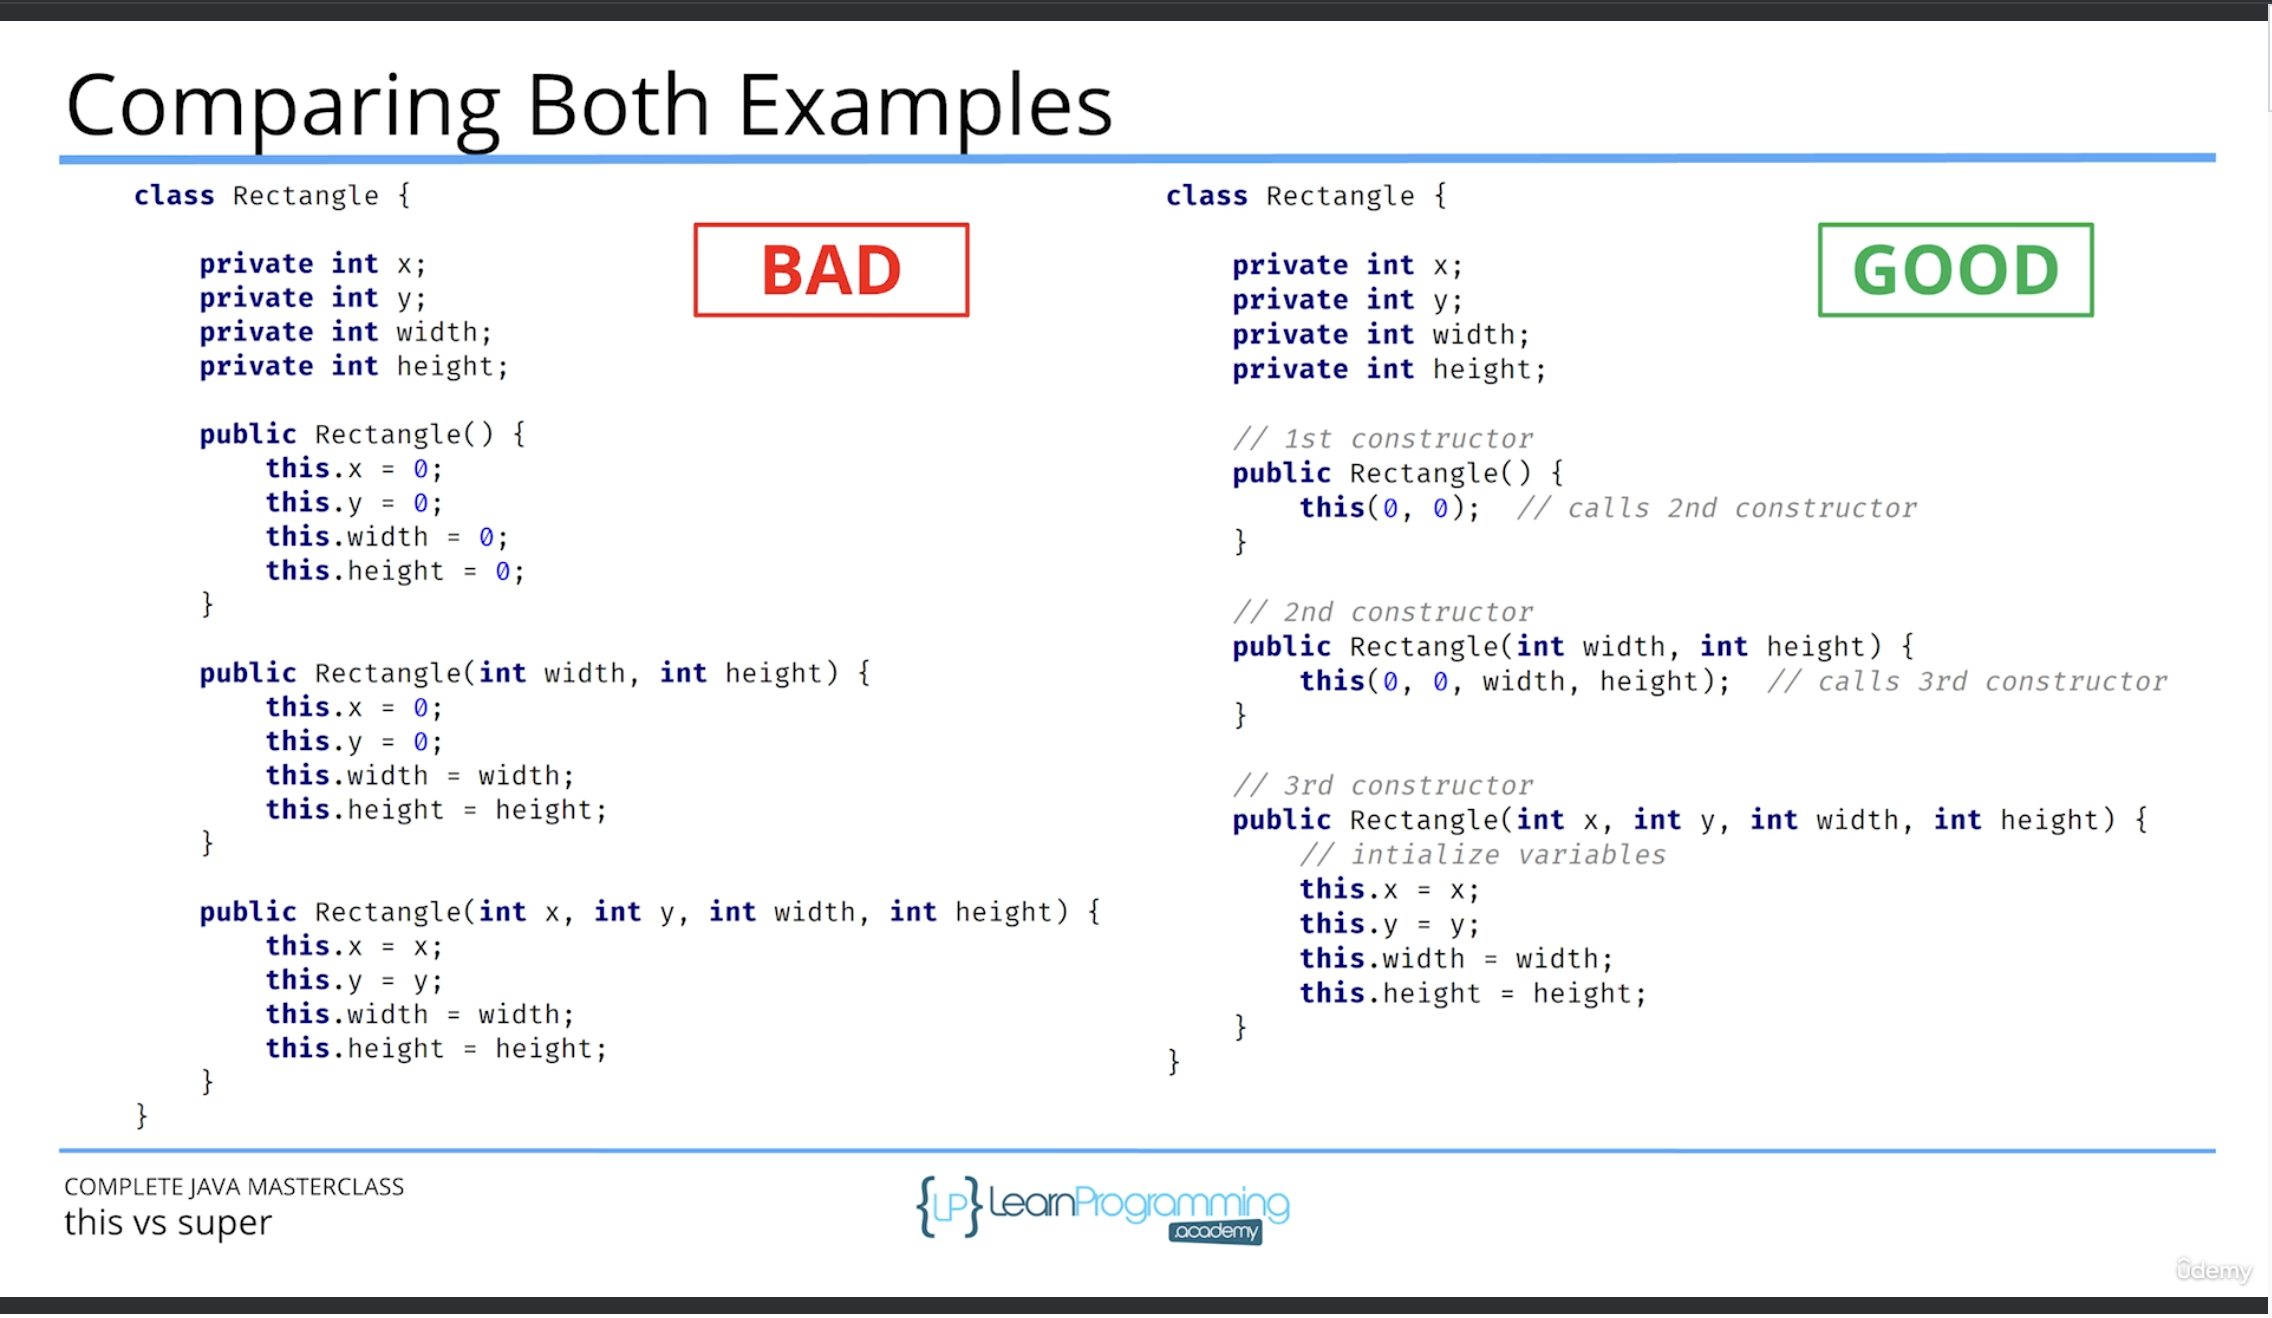 Comparing Both Examples
class Rectangle {
private int x;
private int y;
private int width;
private int height;
public Rectangle() {
this.x = 0;
this.y = 0;
this.width = 0;
this.height = 0;
}
public Rectangle(int width, int height) {
this.x = 0;
this.y = 0;
this.width = width;
this.height = height;
}
public Rectangle(int x, int y, int width, int height) {
this.x = x;
this.y = y;
this.width = width;
this.height = height;
}
}
BAD
class Rectangle {
private int x;
private int y;
private int width;
private int height;
// 1st constructor
public Rectangle() {
this(0, 0); // calls 2nd constructor
}
// 2nd constructor
public Rectangle(int width, int height) {
this(0, 0, width, height); // calls 3rd constructor
}
// 3rd constructor
public Rectangle(int x, int y, int width, int height) {
// intialize variables
this.x = x;
this.y = y;
this.width = width;
this.height = height;
}
}
GOOD
COMPLETE JAVA MASTERCLASS
this vs super
{LP} LearnProgramming
.academy
ûdemy